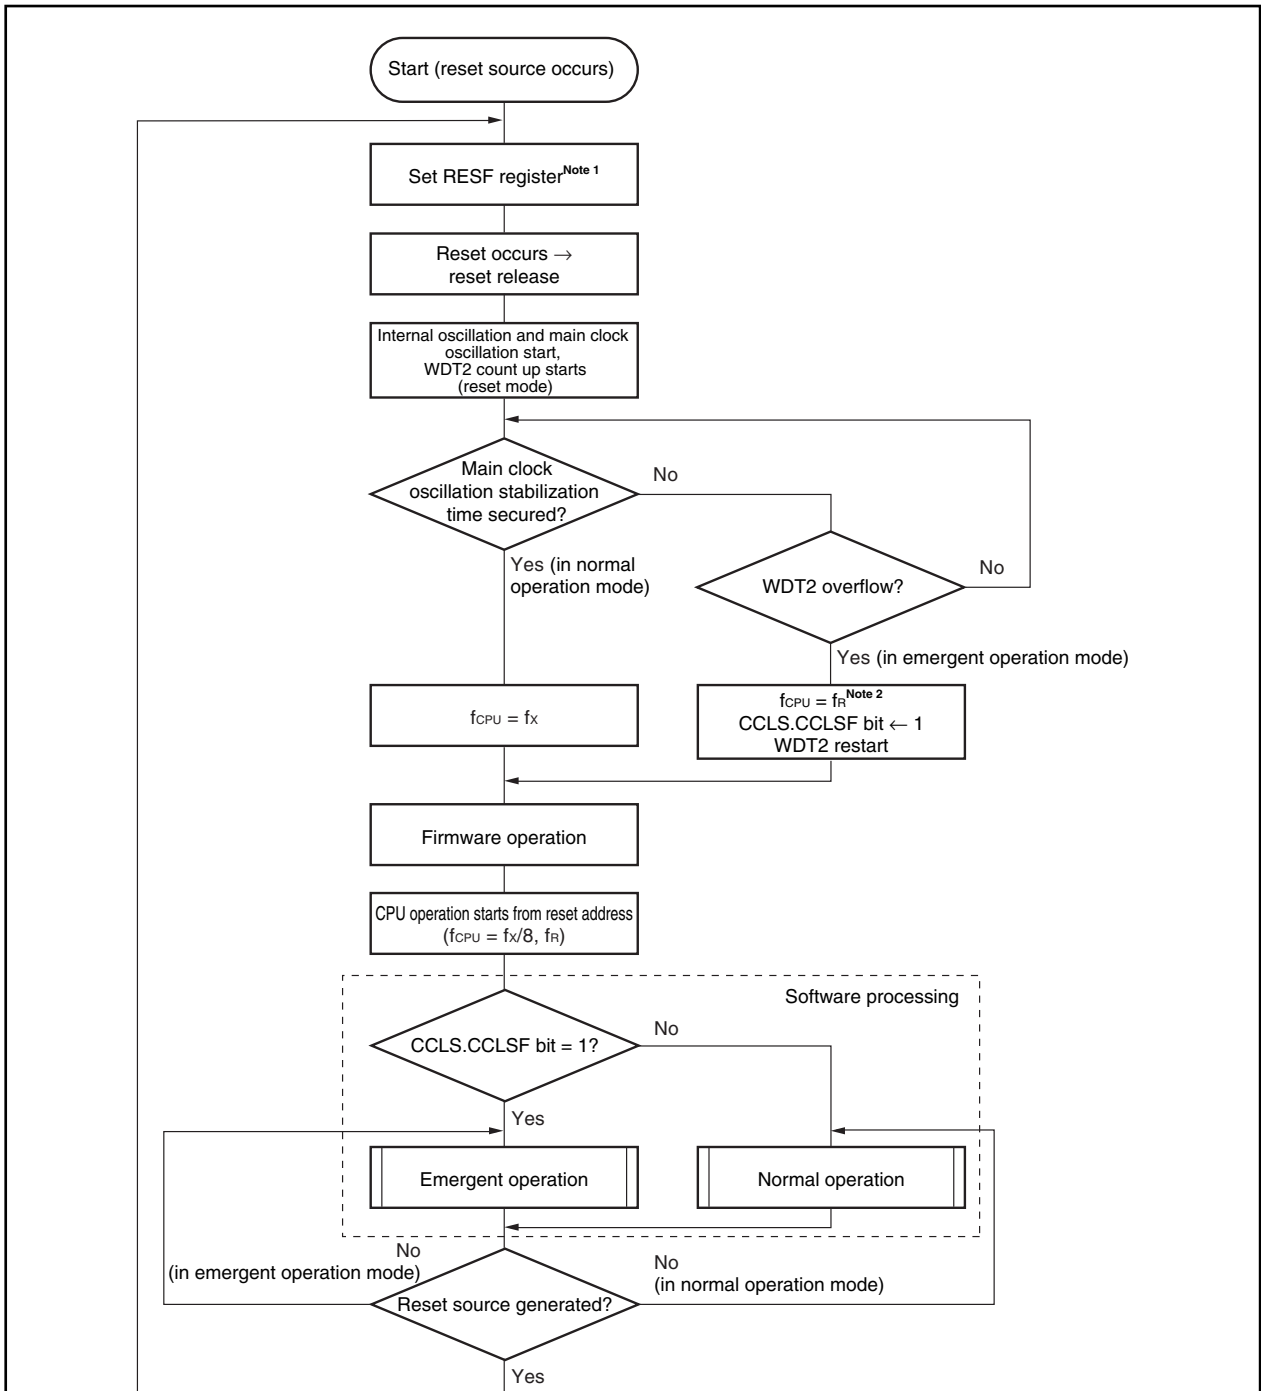 Start (reset source occurs)
Set RESF register Note 1
Reset occurs →
reset release
Internal oscillation and main clock
oscillation start,
WDT2 count up starts
(reset mode)
Main clock
oscillation stabilization
time secured?
No
Yes (in normal
operation mode)
WDT2 overflow?
No
Yes (in emergent operation mode)
fCPU = fX
fCPU = fR Note 2
CCLS.CCLSF bit ← 1
WDT2 restart
Firmware operation
CPU operation starts from reset address
(fCPU = fX/8, fR)
Software processing
CCLS.CCLSF bit = 1?
No
Yes
Emergent operation
Normal operation
No
(in emergent operation mode)
No
(in normal operation mode)
Reset source generated?
Yes